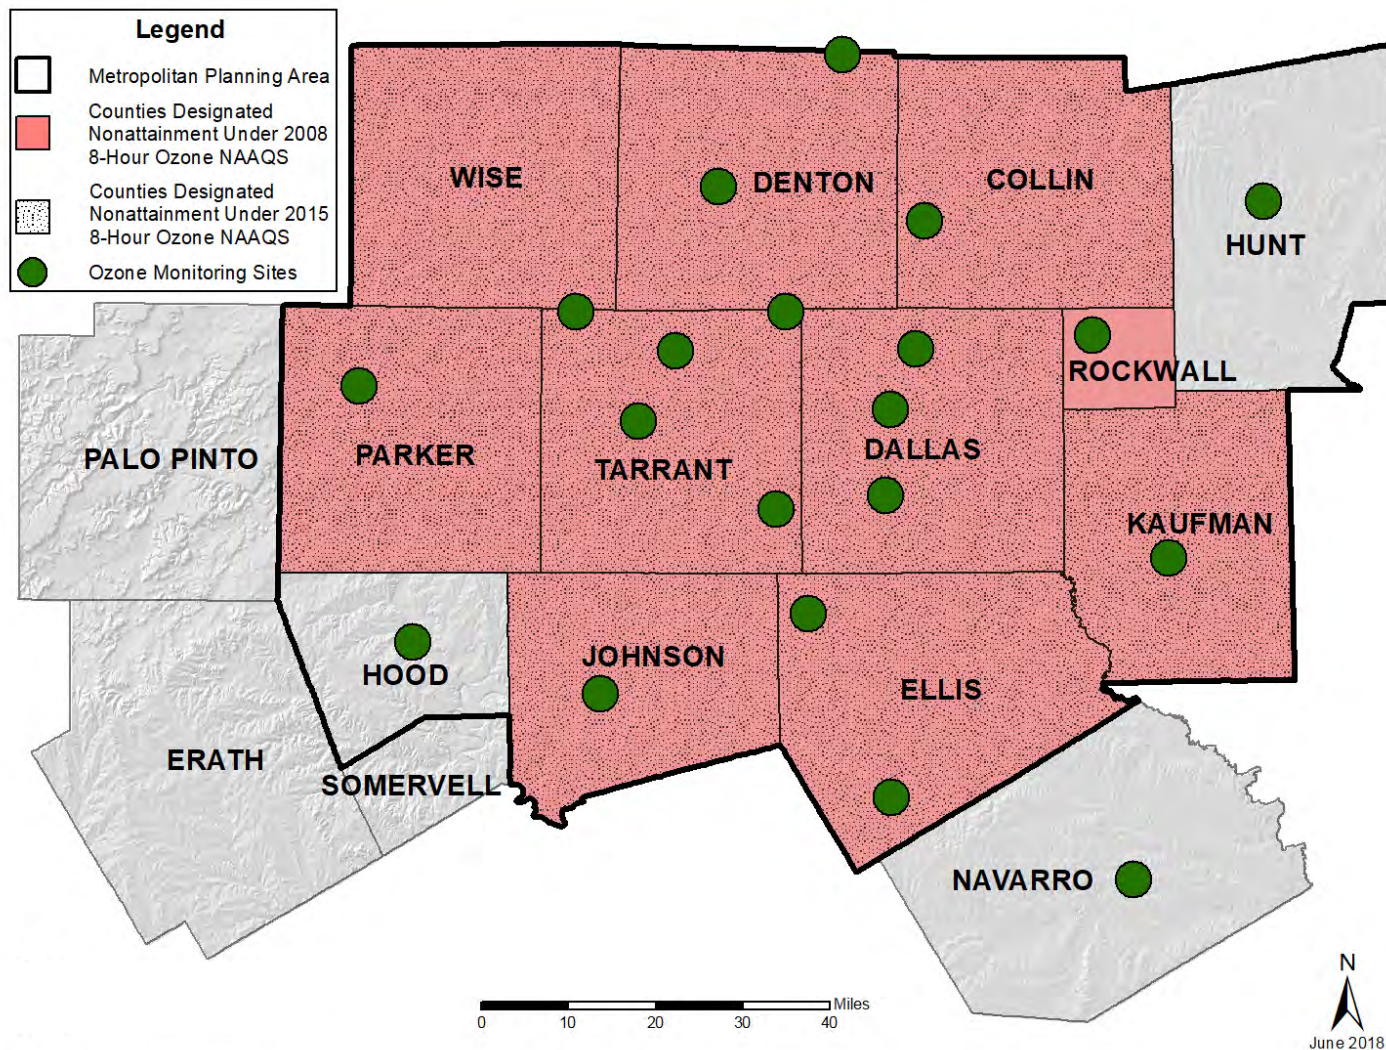 Legend
Metropolitan Planning Area
Counties Designated
Nonattainment Under 2008
8-Hour Ozone NAAQS
Counties Designated
Nonattainment Under 2015
8-Hour Ozone NAAQS
Ozone Monitoring Sites
WISE
DENTON
COLLIN
HUNT
ROCKWALL
PALO PINTO
PARKER
TARRANT
DALLAS
KAUFMAN
HOOD
JOHNSON
ELLIS
ERATH
SOMERVELL
NAVARRO
Miles
0 10 20 30 40
N
June 2018